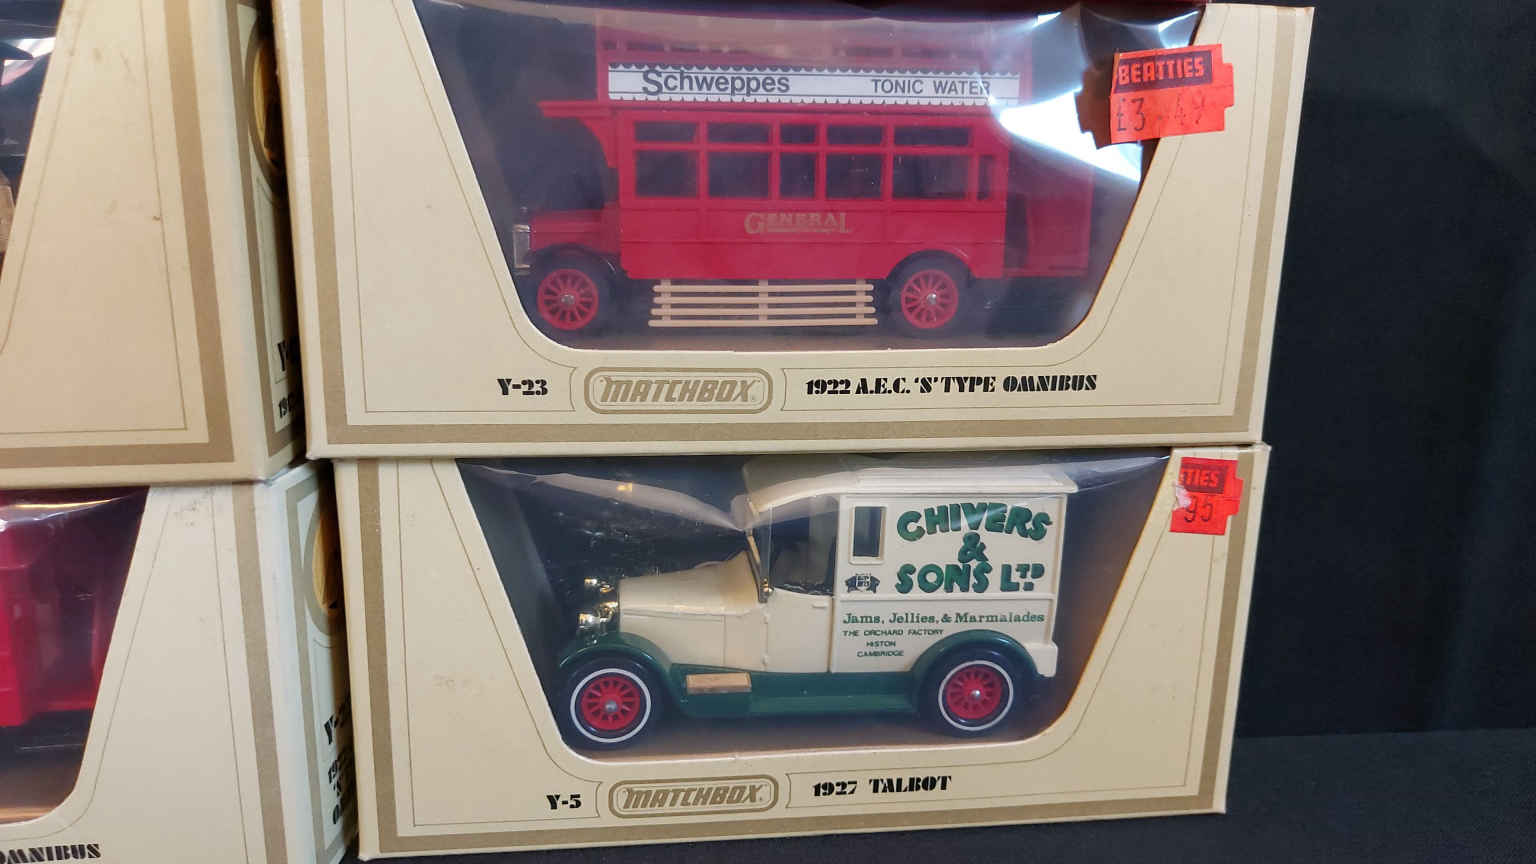 Schweppes TONIC WATER
BEATTIES
£3.49
GENERAL
Y-23 MATCHBOX 1922 A.E.C. 'S' TYPE OMNIBUS
TIES
95
CHIVERS
&
SONS LTD
Jams, Jellies, & Marmalades
THE ORCHARD FACTORY
HISTON
CAMBRIDGE
Y-5 MATCHBOX 1927 TALBOT
OMNIBUS